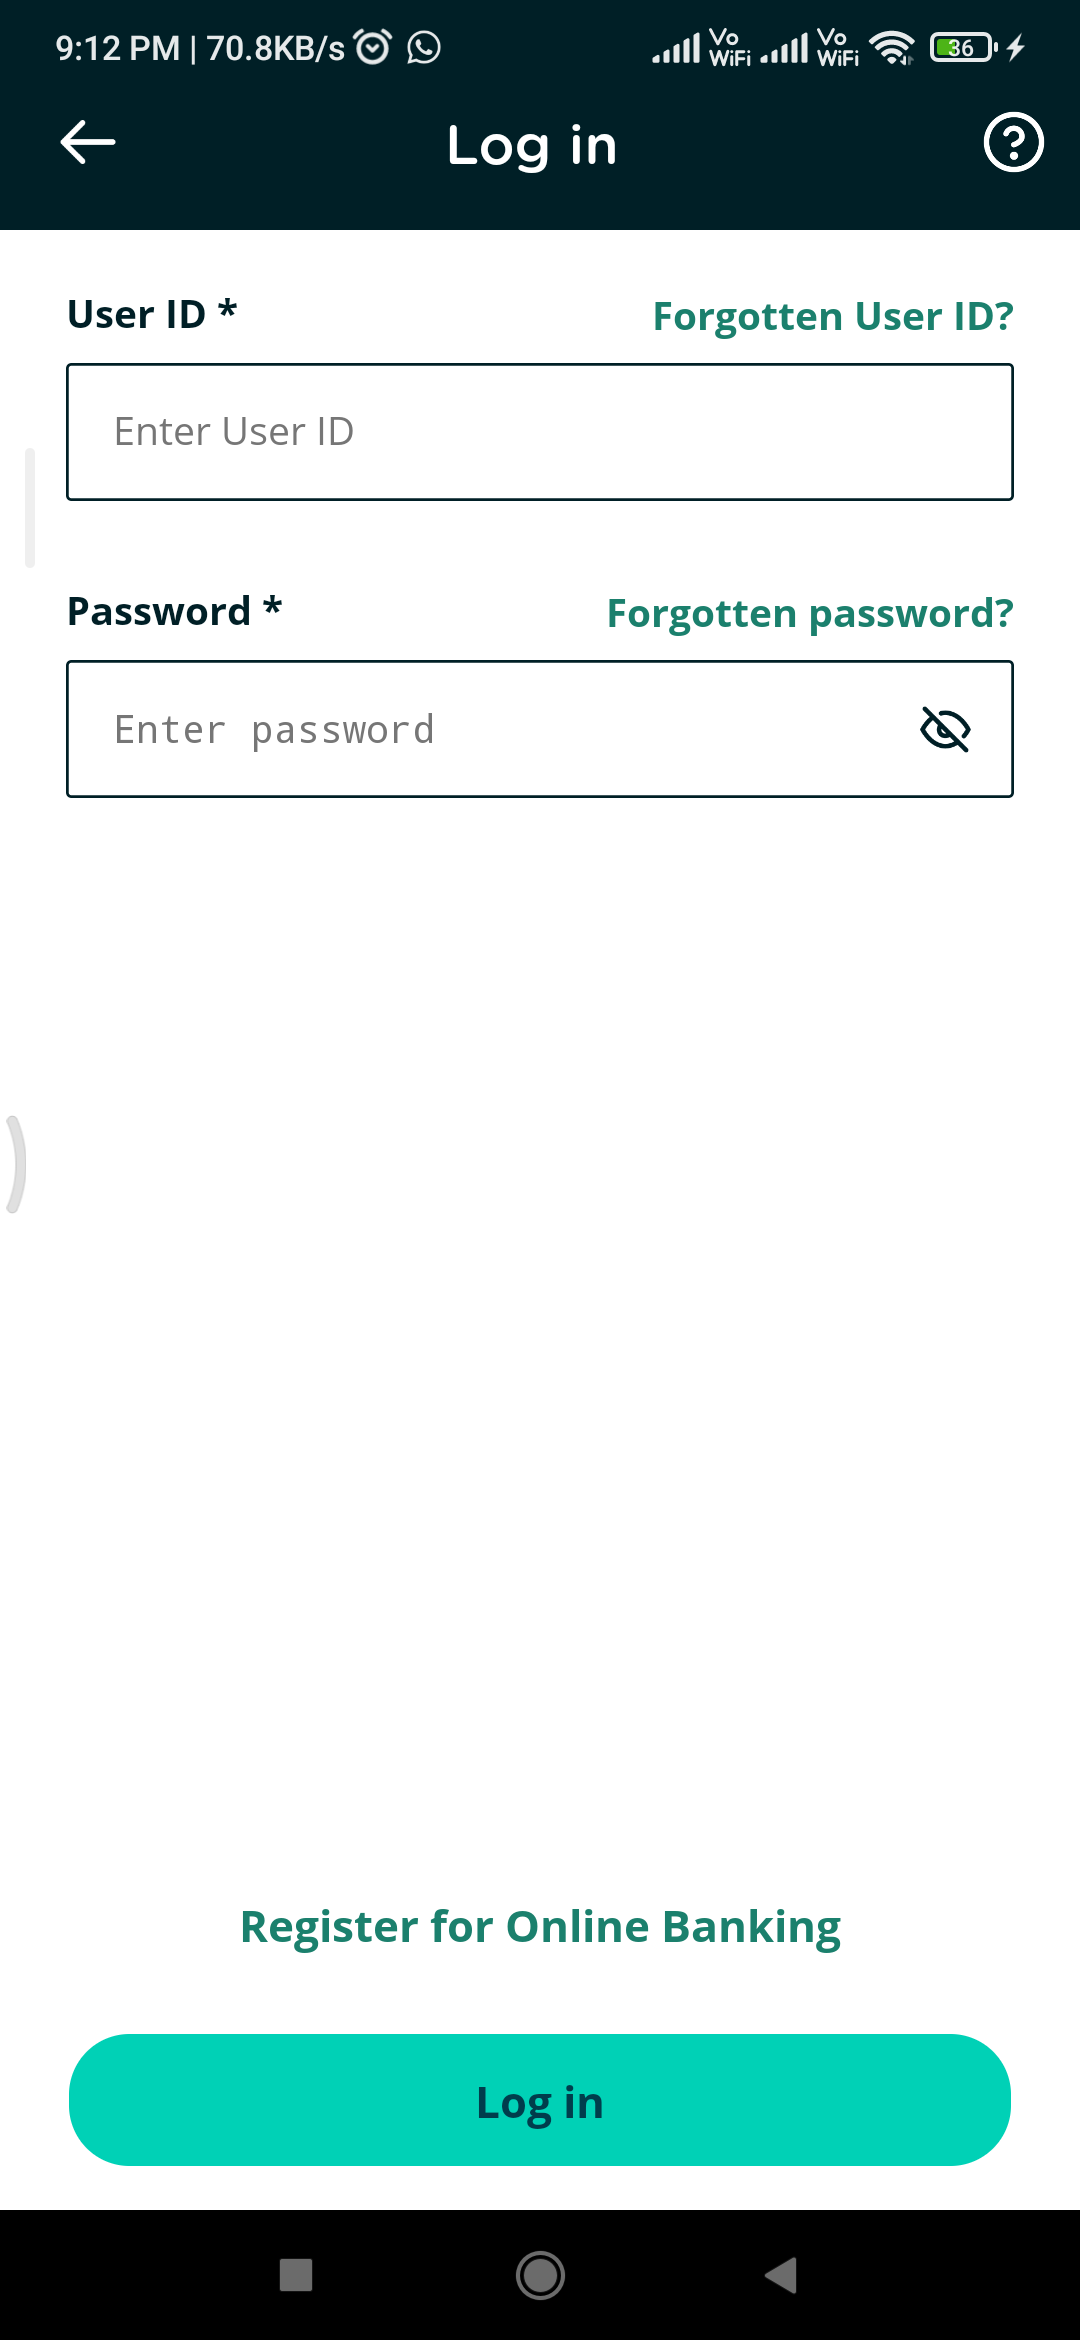 9:12 PM | 70.8KB/s Vo WiFi Vo WiFi 36
Log in
User ID * Forgotten User ID?
Enter User ID
Password * Forgotten password?
Enter password
Register for Online Banking
Log in